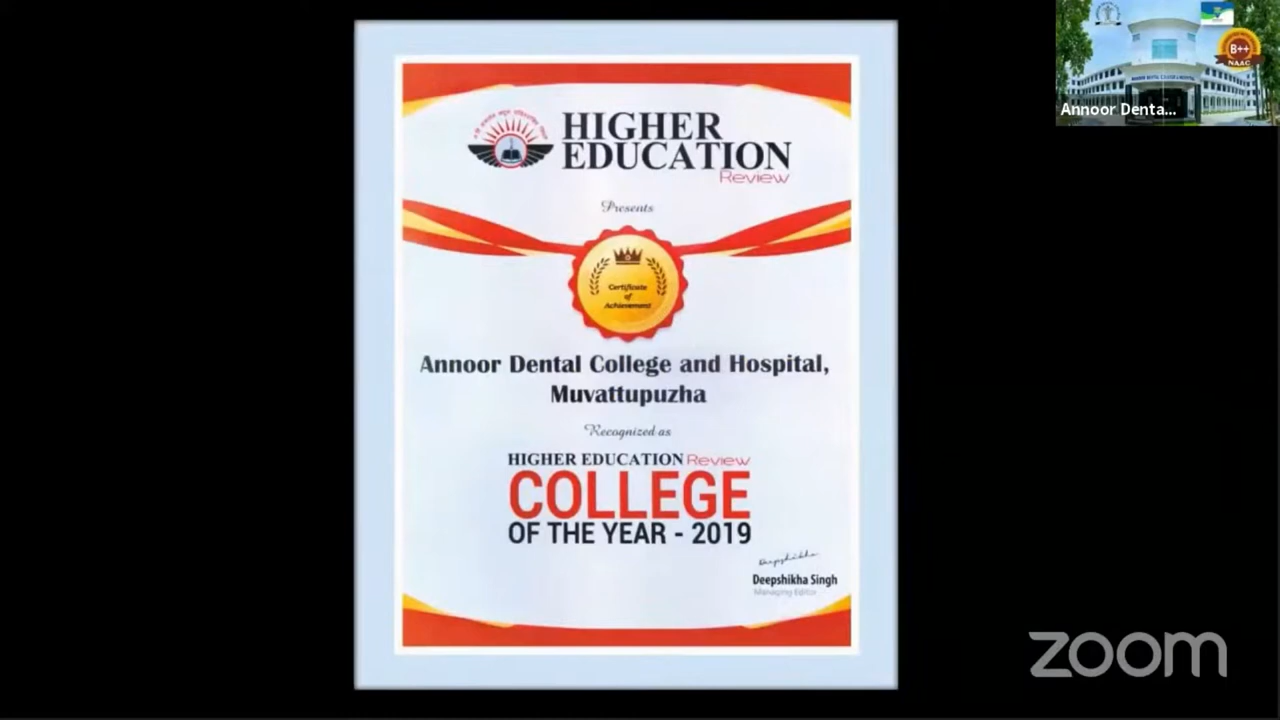 HIGHER
EDUCATION
Review
Presents
Certificate
of
Achievement
Annoor Dental College and Hospital,
Muvattupuzha
Recognized as
HIGHER EDUCATION Review
COLLEGE
OF THE YEAR - 2019
Deepshikha
Deepshikha Singh
Managing Editor
B++
NAAC
Annoor Denta...
zoom